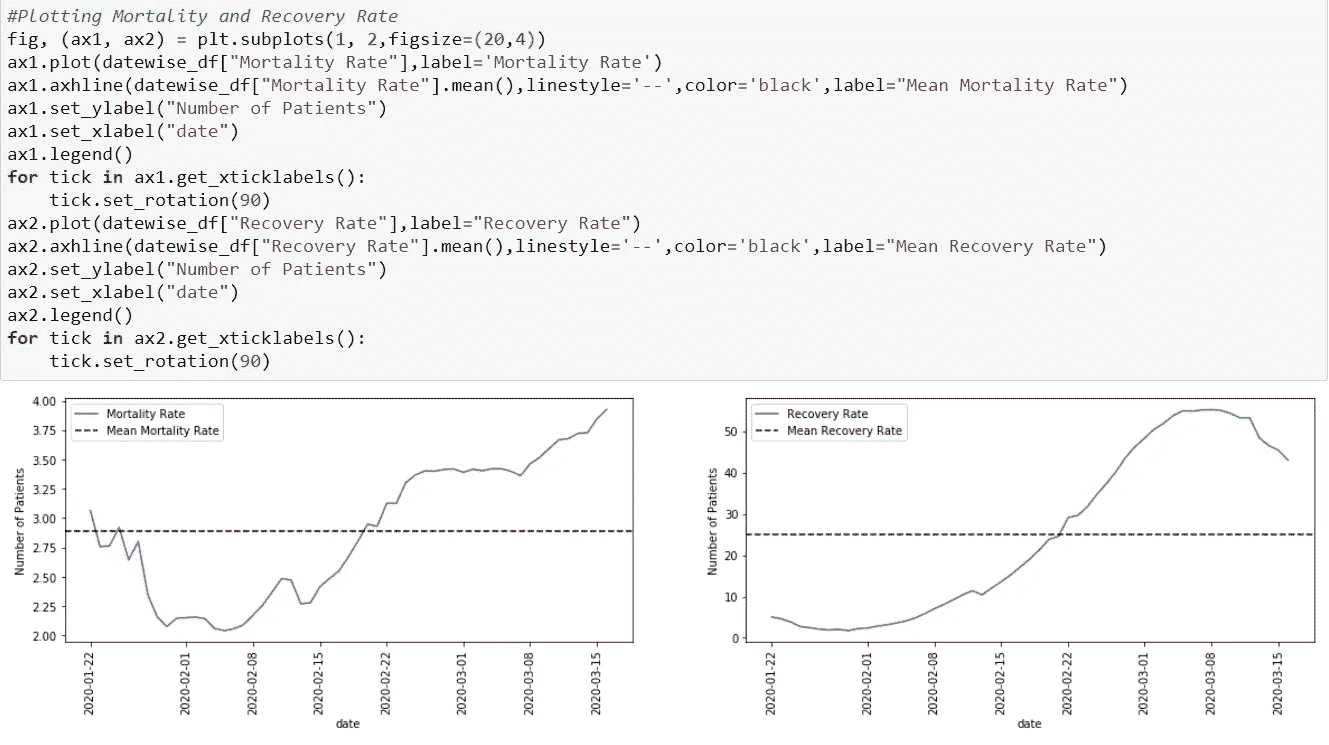 #Plotting Mortality and Recovery Rate
fig, (ax1, ax2) = plt.subplots(1, 2,figsize=(20,4))
ax1.plot(datewise_df["Mortality Rate"],label='Mortality Rate')
ax1.axhline(datewise_df["Mortality Rate"].mean(),linestyle='--',color='black',label="Mean Mortality Rate")
ax1.set_ylabel("Number of Patients")
ax1.set_xlabel("date")
ax1.legend()
for tick in ax1.get_xticklabels():
    tick.set_rotation(90)
ax2.plot(datewise_df["Recovery Rate"],label="Recovery Rate")
ax2.axhline(datewise_df["Recovery Rate"].mean(),linestyle='--',color='black',label="Mean Recovery Rate")
ax2.set_ylabel("Number of Patients")
ax2.set_xlabel("date")
ax2.legend()
for tick in ax2.get_xticklabels():
    tick.set_rotation(90)
Mortality Rate
Mean Mortality Rate
Number of Patients
4.00
3.75
3.50
3.25
3.00
2.75
2.50
2.25
2.00
2020-01-22
2020-02-01
2020-02-08
2020-02-15
2020-02-22
2020-03-01
2020-03-08
2020-03-15
date
Recovery Rate
Mean Recovery Rate
Number of Patients
50
40
30
20
10
0
2020-01-22
2020-02-01
2020-02-08
2020-02-15
2020-02-22
2020-03-01
2020-03-08
2020-03-15
date